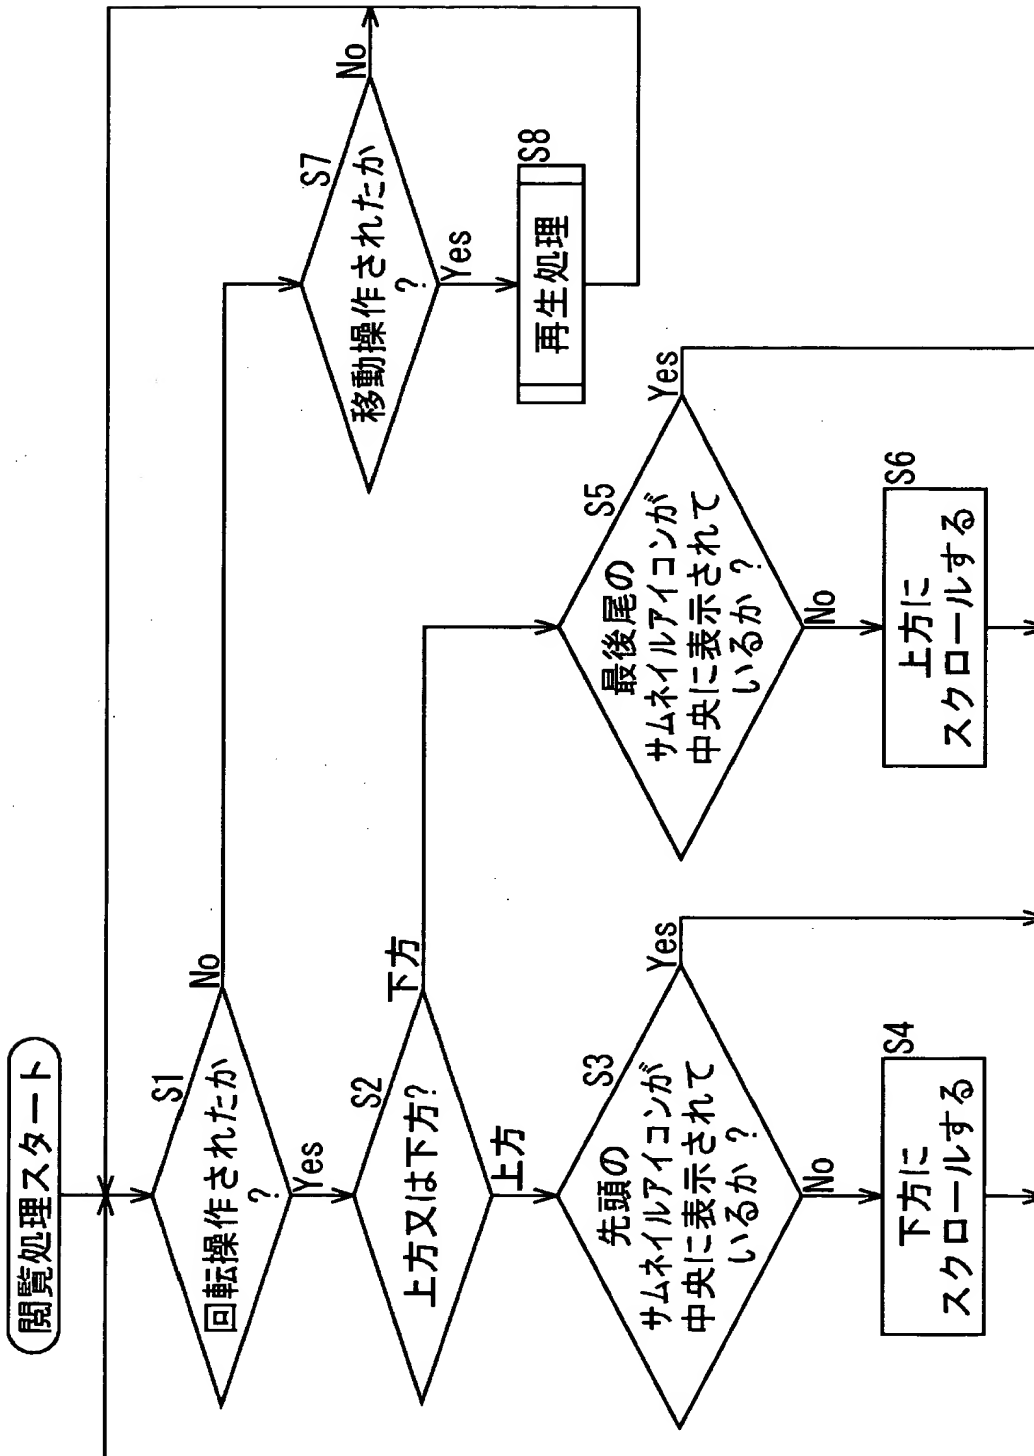 閲覧処理スタート
S1
回転操作されたか
?
No
Yes
S2
上方又は下方?
下方
上方
S3
先頭の
サムネイルアイコンが
中央に表示されて
いるか ?
Yes
No
S4
下方に
スクロールする
S5
最後尾の
サムネイルアイコンが
中央に表示されて
いるか ?
Yes
No
S6
上方に
スクロールする
S7
移動操作されたか
?
No
Yes
S8
再生処理